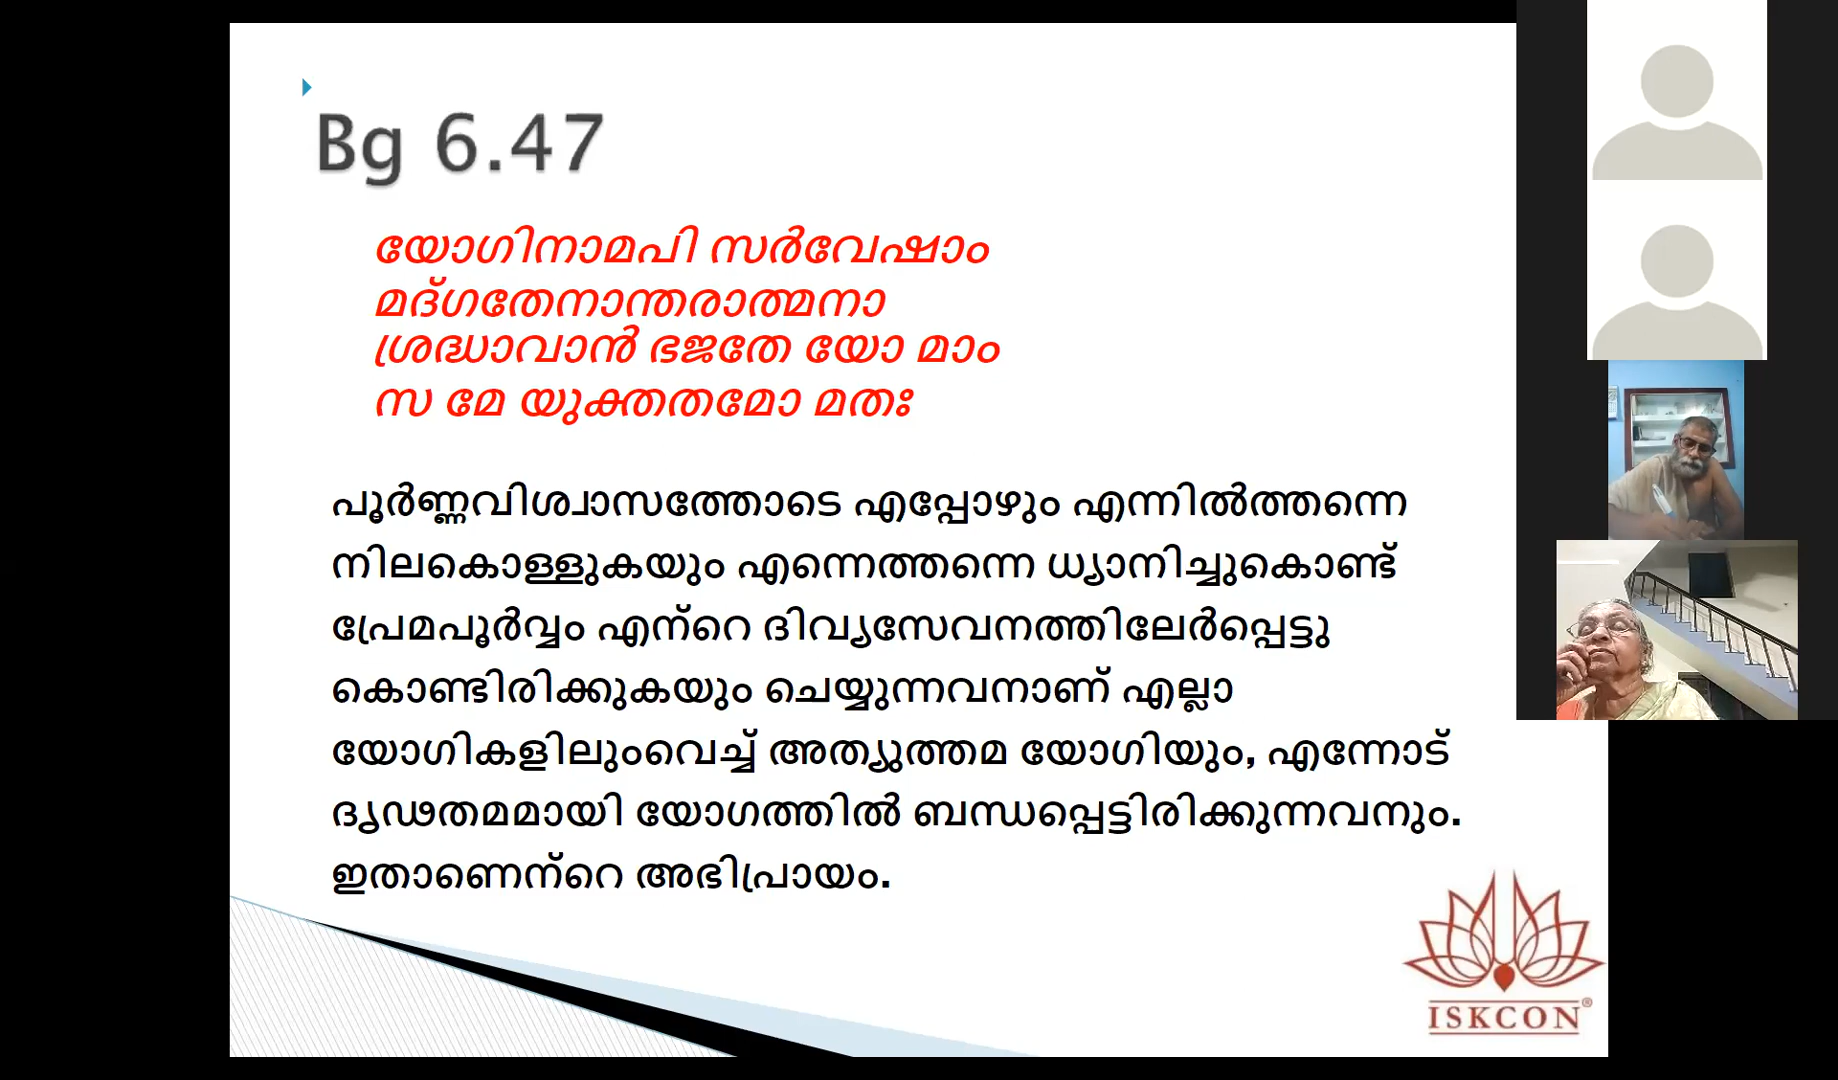 Bg 6.47
യോഗിനാമപി സർവേഷാം
മദ്ഗതേനാന്തരാത്മനാ
ശ്രദ്ധാവാൻ ഭജതേ യോ മാം
സ മേ യുക്തതമോ മതഃ
പൂർണ്ണവിശ്വാസത്തോടെ എപ്പോഴും എന്നിൽത്തന്നെ
നിലകൊള്ളുകയും എന്നെത്തന്നെ ധ്യാനിച്ചുകൊണ്ട്
പ്രേമപൂർവ്വം എന്റെ ദിവ്യസേവനത്തിലേർപ്പെട്ടു
കൊണ്ടിരിക്കുകയും ചെയ്യുന്നവനാണ് എല്ലാ
യോഗികളിലുംവെച്ച് അത്യുത്തമ യോഗിയും, എന്നോട്
ദൃഢതമമായി യോഗത്തിൽ ബന്ധപ്പെട്ടിരിക്കുന്നവനും.
ഇതാണെന്റെ അഭിപ്രായം.
ISKCON®